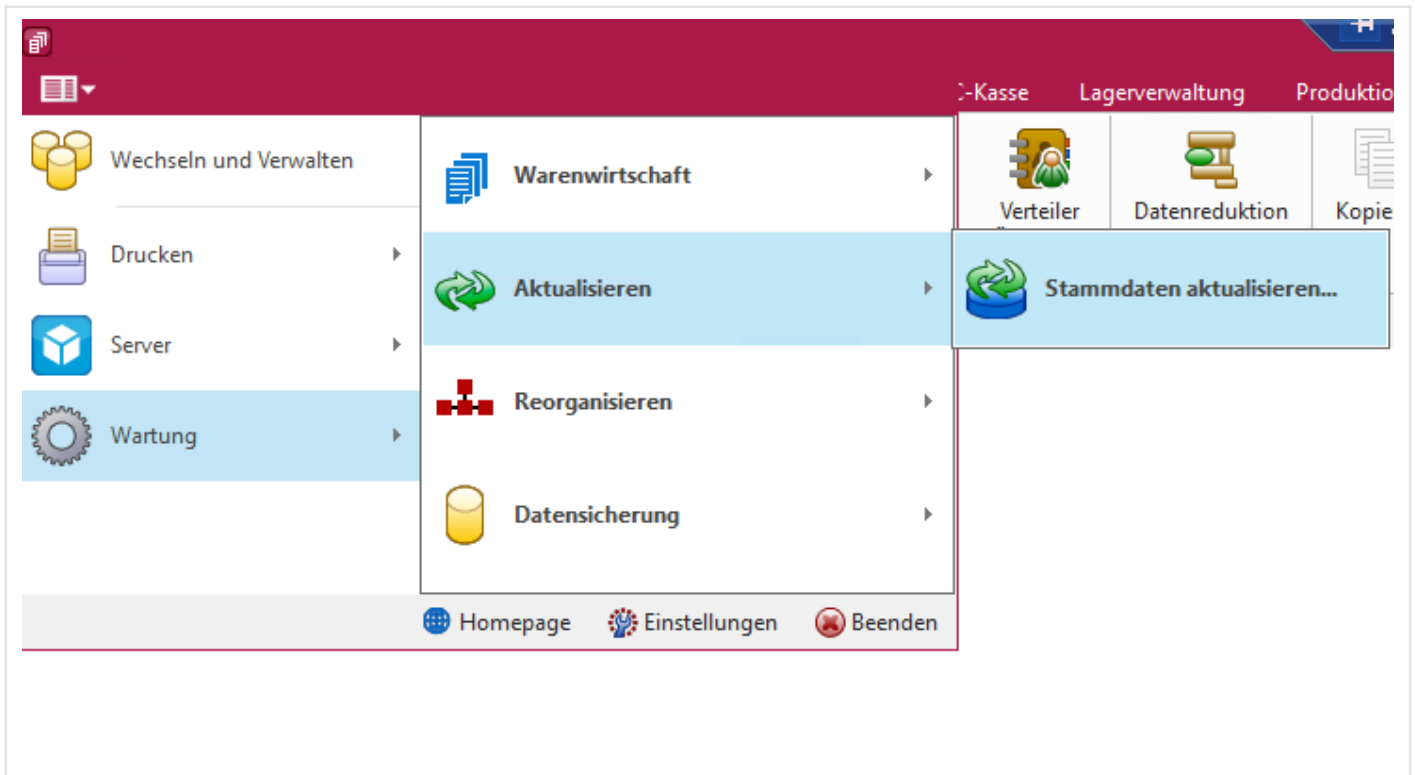 -Kasse Lagerverwaltung
Wechseln und Verwalten
Drucken
Server
Wartung
Warenwirtschaft
Aktualisieren
Reorganisieren
Datensicherung
Verteiler
Datenreduktion
Kopie
Stammdaten aktualisieren...
Homepage Einstellungen Beenden